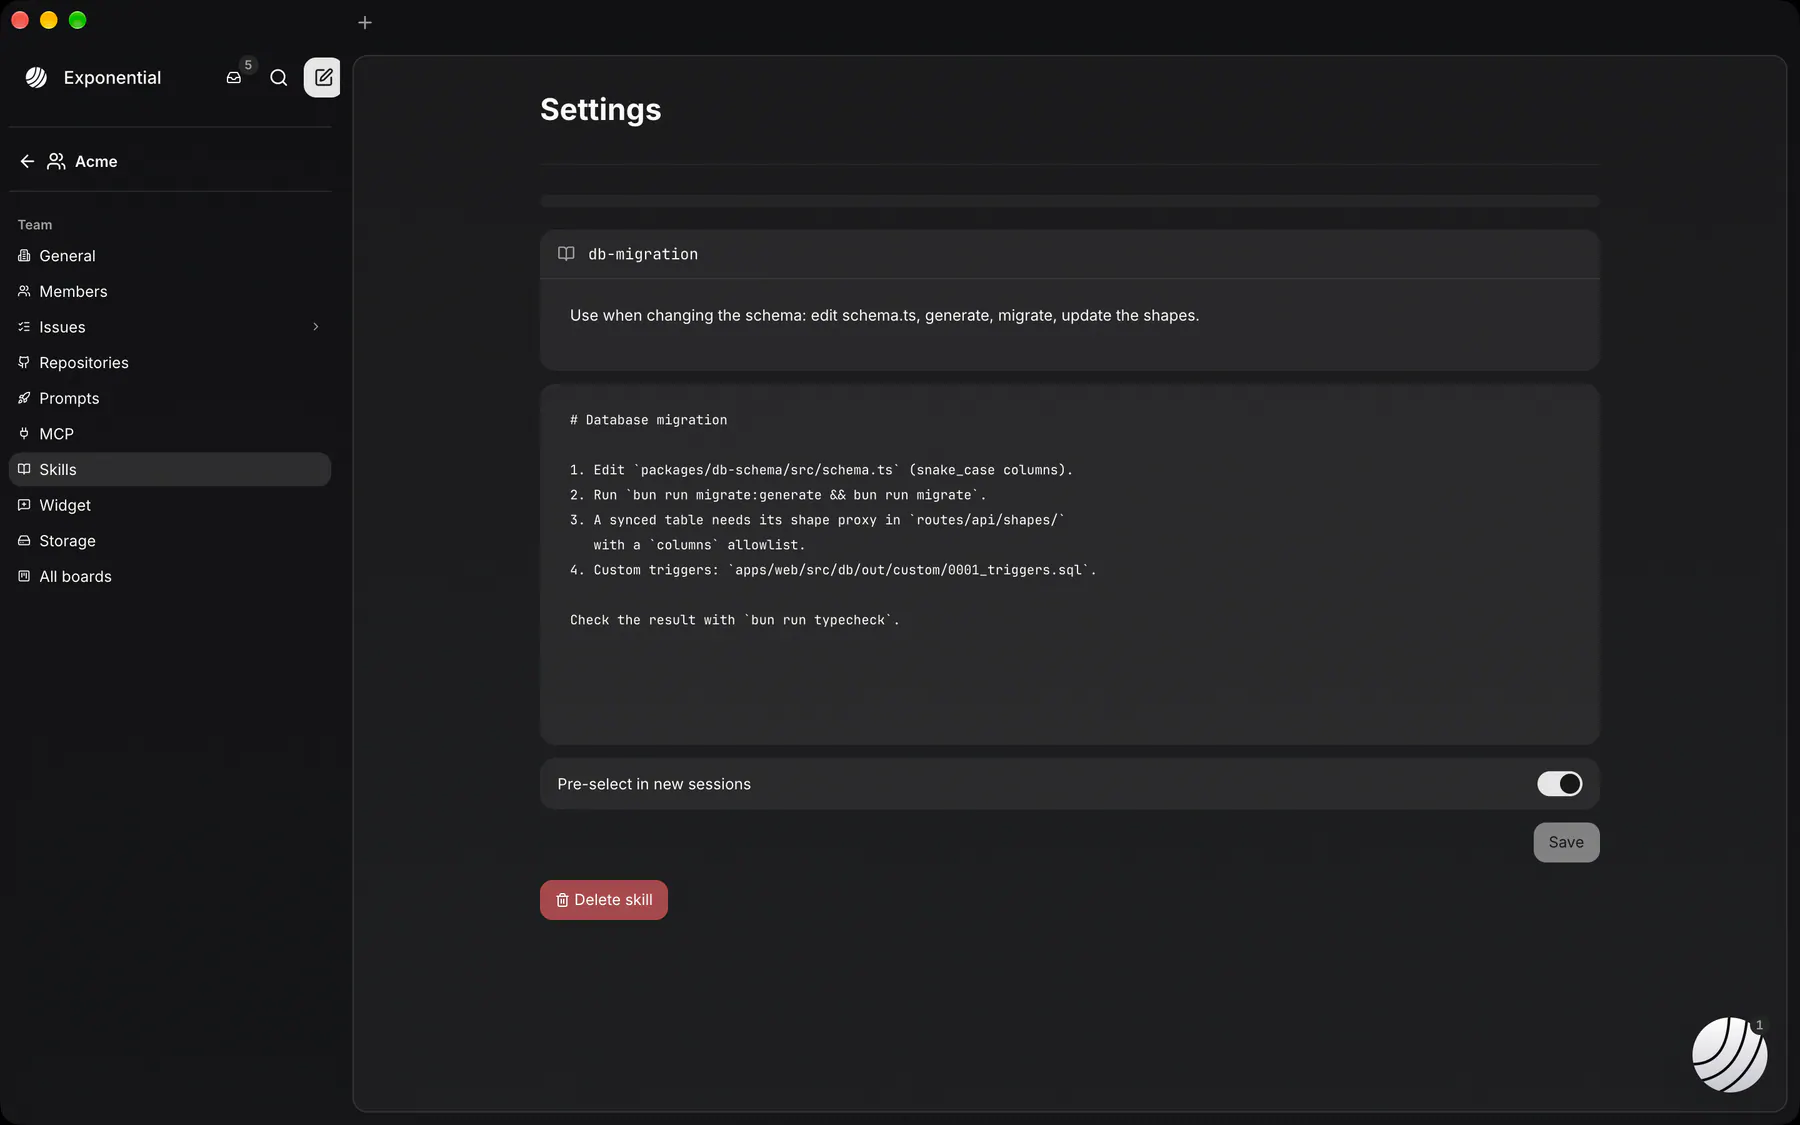 Exponential
5
Acme
Team
General
Members
Issues
Repositories
Prompts
MCP
Skills
Widget
Storage
All boards
Settings
db-migration
Use when changing the schema: edit schema.ts, generate, migrate, update the shapes.
# Database migration
1. Edit `packages/db-schema/src/schema.ts` (snake_case columns).
2. Run `bun run migrate:generate && bun run migrate`.
3. A synced table needs its shape proxy in `routes/api/shapes/`
with a `columns` allowlist.
4. Custom triggers: `apps/web/src/db/out/custom/0001_triggers.sql`.
Check the result with `bun run typecheck`.
Pre-select in new sessions
Save
Delete skill
1